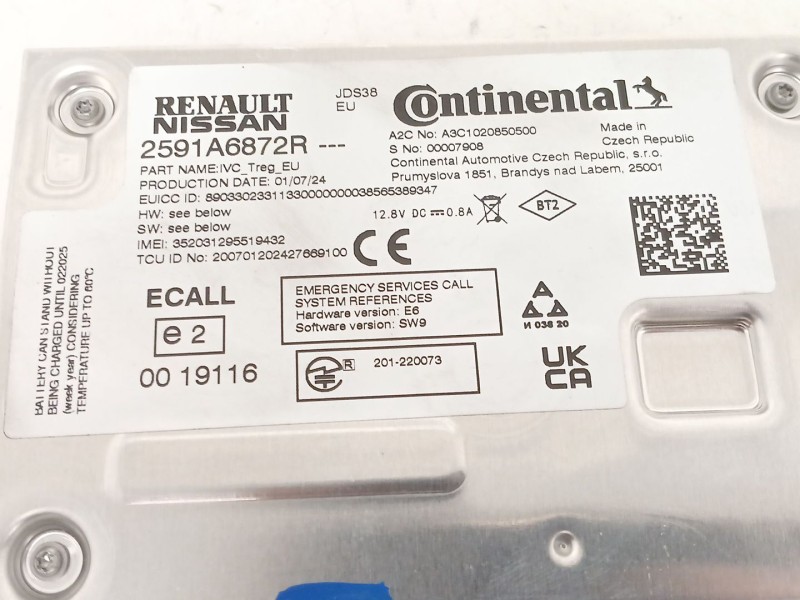 RENAULT
NISSAN
JDS38
EU
Continental
2591A6872R ---
A2C No: A3C1020850500
S No: 00007908
Made in
Czech Republic
Continental Automotive Czech Republic, s.r.o.
Prumyslova 1851, Brandys nad Labem, 25001
PART NAME:IVC_Treg_EU
PRODUCTION DATE: 01/07/24
EUICC ID: 89033023311330000000003856538934​7
HW: see below
SW: see below
12.8V DC 0.8A
BT2
IMEI: 352031295519432
TCU ID No: 200701202427669100
CE
BATTERY CAN STAND WITHOUT
BEING CHARGED UNTIL 022025
(week year) CONSIDERING
TEMPERATURE UP TO 60°C
ECALL
e2
00 19116
EMERGENCY SERVICES CALL
SYSTEM REFERENCES
Hardware version: E6
Software version: SW9
R 201-220073
И 038 20
UK
CA